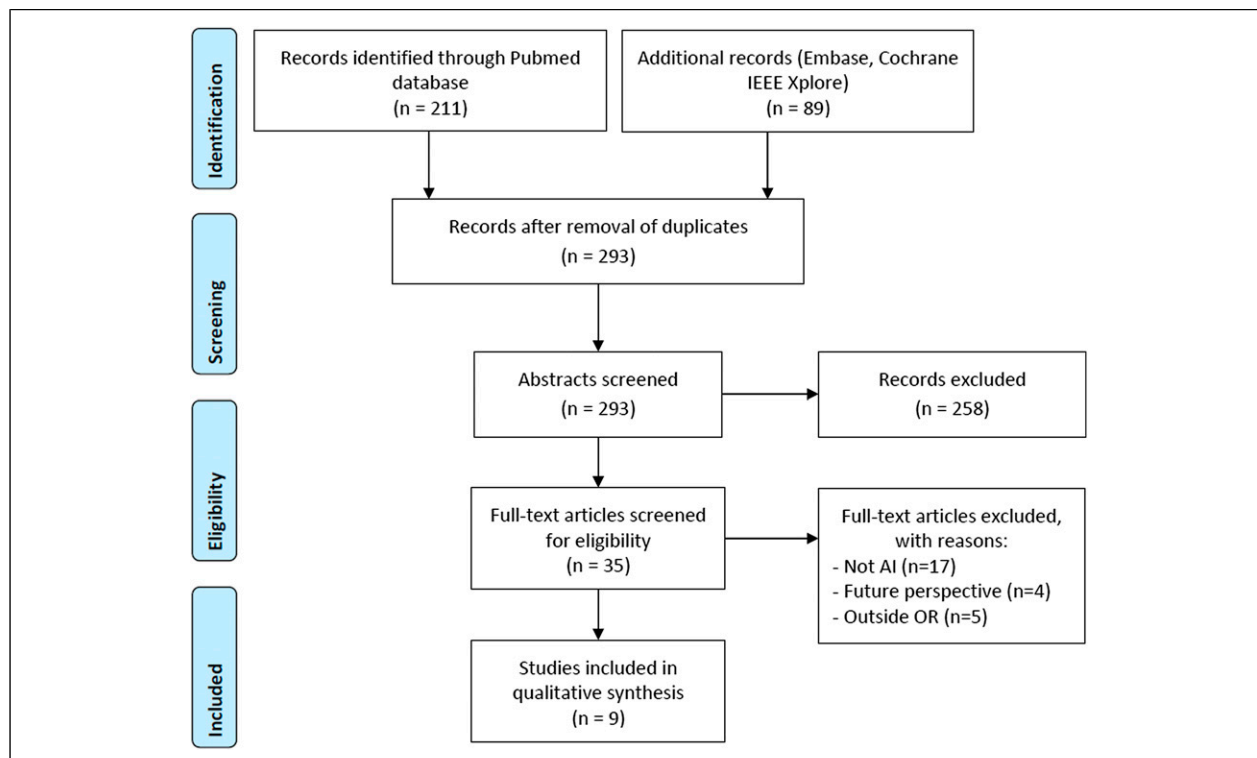 Identification
Records identified through Pubmed
database
(n = 211)
Additional records (Embase, Cochrane
IEEE Xplore)
(n = 89)
Screening
Records after removal of duplicates
(n = 293)
Abstracts screened
(n = 293)
Records excluded
(n = 258)
Eligibility
Full-text articles screened
for eligibility
(n = 35)
Full-text articles excluded,
with reasons:
- Not AI (n=17)
- Future perspective (n=4)
- Outside OR (n=5)
Included
Studies included in
qualitative synthesis
(n = 9)